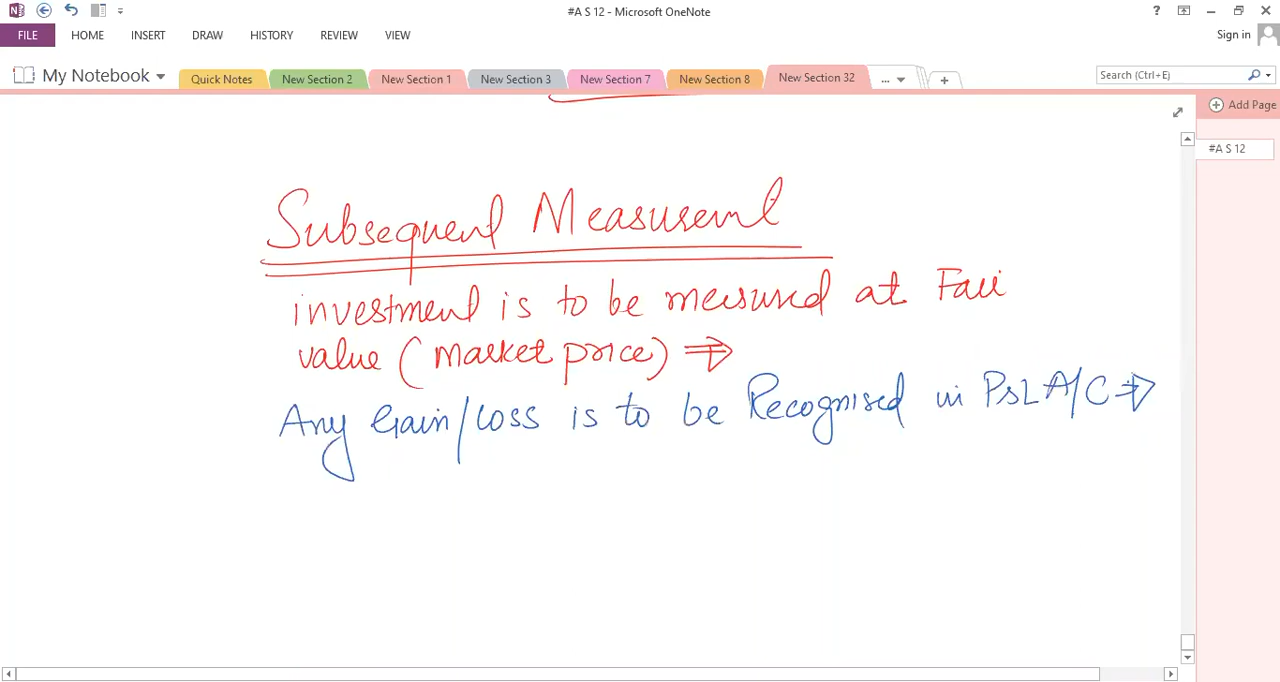 #A S 12 - Microsoft OneNote
?
Sign in
FILE HOME INSERT DRAW HISTORY REVIEW VIEW
My Notebook
Quick Notes New Section 2 New Section 1 New Section 3 New Section 7 New Section 8 New Section 32 ... +
Search (Ctrl+E)
Add Page
#A S 12
Subsequent Measurement
investment is to be measured at Fair
value (market price) ⇒
Any Gain/Loss is to be Recognised in P&L A/C ⇒